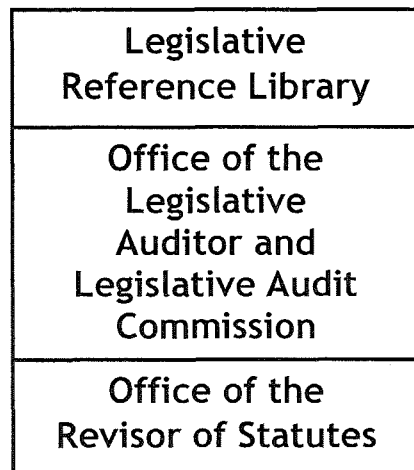 Legislative
Reference Library
Office of the
Legislative
Auditor and
Legislative Audit
Commission
Office of the
Revisor of Statutes